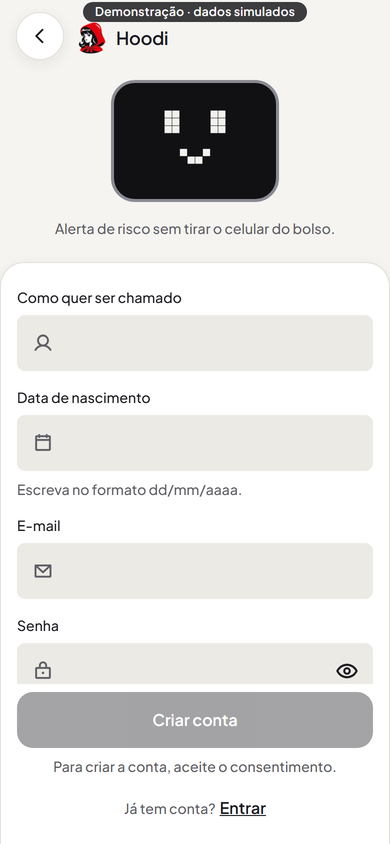 Demonstração · dados simulados
Hoodi
Alerta de risco sem tirar o celular do bolso.
Como quer ser chamado
Data de nascimento
Escreva no formato dd/mm/aaaa.
E-mail
Senha
Criar conta
Para criar a conta, aceite o consentimento.
Já tem conta? Entrar